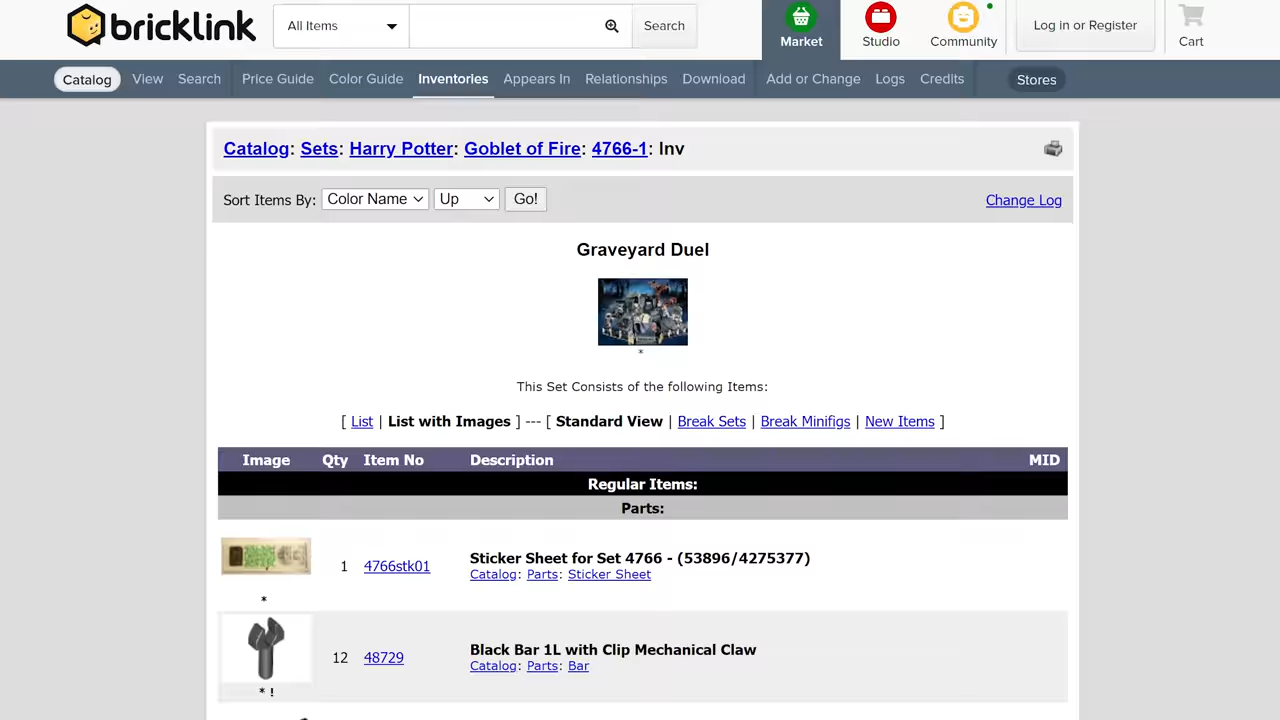 bricklink
All Items
Search
Market
Studio
Community
Log in or Register
Cart
Catalog View Search Price Guide Color Guide Inventories Appears In Relationships Download Add or Change Logs Credits Stores
Catalog: Sets: Harry Potter: Goblet of Fire: 4766-1: Inv
Sort Items By: Color Name Up Go! Change Log
Graveyard Duel
*
This Set Consists of the following Items:
[ List | List with Images ] --- [ Standard View | Break Sets | Break Minifigs | New Items ]
Image Qty Item No Description MID
Regular Items:
Parts:
1 4766stk01 Sticker Sheet for Set 4766 - (53896/4275377)
Catalog: Parts: Sticker Sheet
*
12 48729 Black Bar 1L with Clip Mechanical Claw
Catalog: Parts: Bar
* !